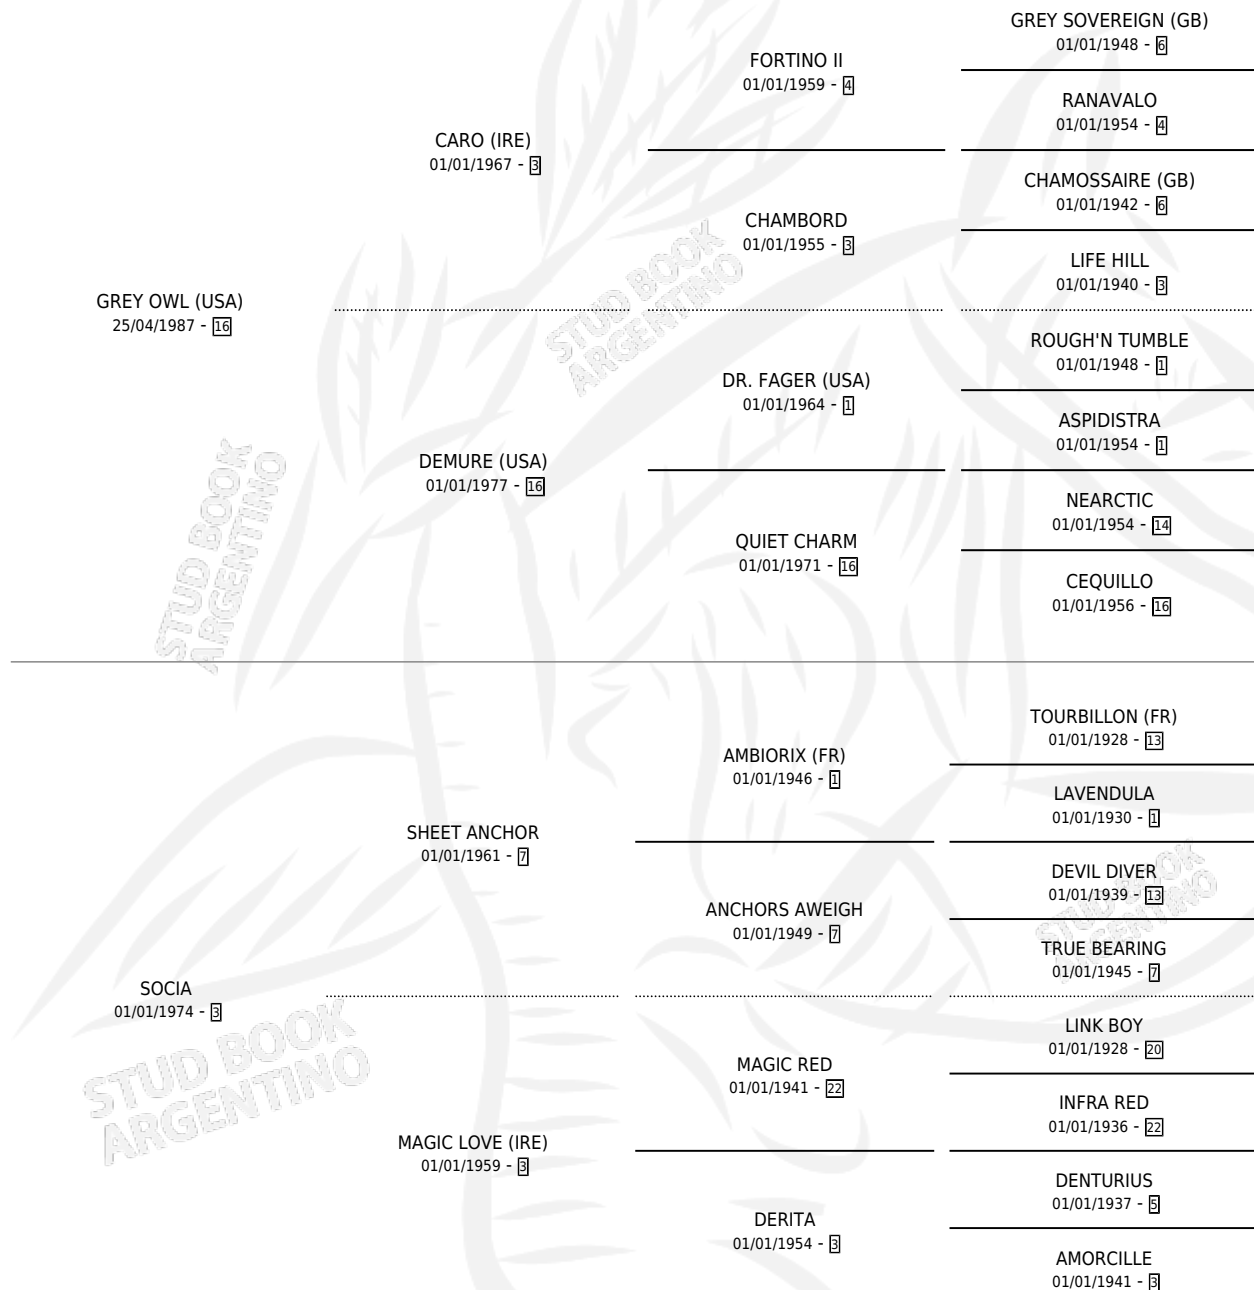 GREY SOVEREIGN (GB)
01/01/1948 - 6
FORTINO II
01/01/1959 - 4
RANAVALO
01/01/1954 - 4
CARO (IRE)
01/01/1967 - 3
CHAMOSSAIRE (GB)
01/01/1942 - 6
CHAMBORD
01/01/1955 - 3
LIFE HILL
01/01/1940 - 3
GREY OWL (USA)
25/04/1987 - 16
ROUGH'N TUMBLE
01/01/1948 - 1
DR. FAGER (USA)
01/01/1964 - 1
ASPIDISTRA
01/01/1954 - 1
DEMURE (USA)
01/01/1977 - 16
NEARCTIC
01/01/1954 - 14
QUIET CHARM
01/01/1971 - 16
CEQUILLO
01/01/1956 - 16
TOURBILLON (FR)
01/01/1928 - 13
AMBIORIX (FR)
01/01/1946 - 1
LAVENDULA
01/01/1930 - 1
SHEET ANCHOR
01/01/1961 - 7
DEVIL DIVER
01/01/1939 - 13
ANCHORS AWEIGH
01/01/1949 - 7
TRUE BEARING
01/01/1945 - 7
SOCIA
01/01/1974 - 3
LINK BOY
01/01/1928 - 20
MAGIC RED
01/01/1941 - 22
INFRA RED
01/01/1936 - 22
MAGIC LOVE (IRE)
01/01/1959 - 3
DENTURIUS
01/01/1937 - 5
DERITA
01/01/1954 - 3
AMORCILLE
01/01/1941 - 3
STUD BOOK
ARGENTINO
STUD BOOK
ARGENTINO
STUD BOOK
ARGENTINO
STUD BOOK
ARGENTINO